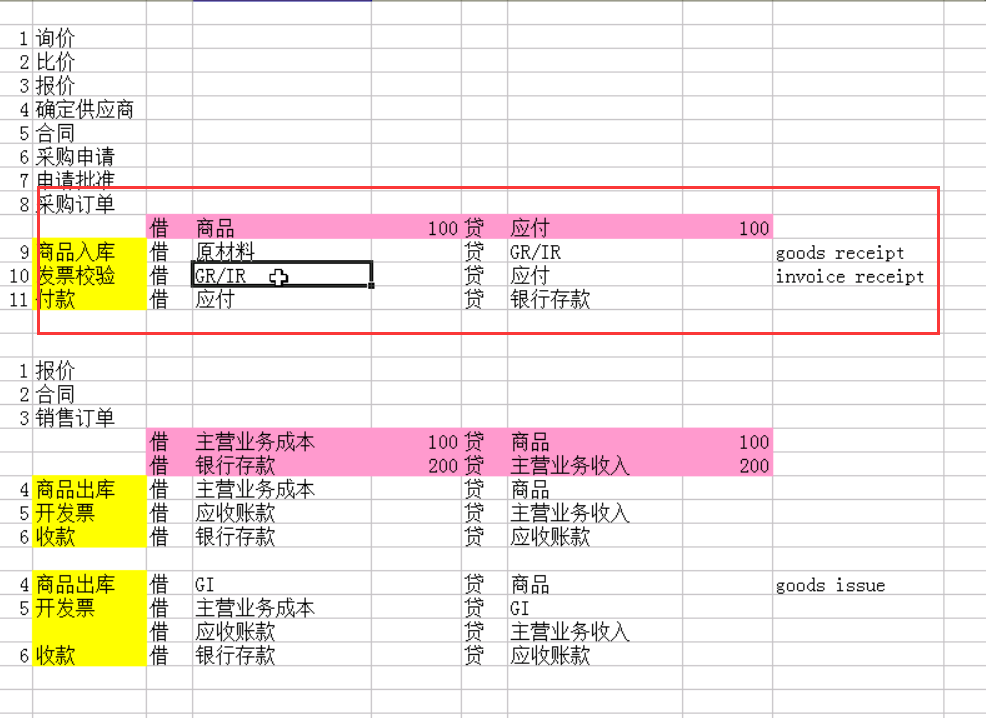 1 询价
2 比价
3 报价
4 确定供应商
5 合同
6 采购申请
7 申请批准
8 采购订单
借 商品 100 贷 应付 100
9 商品入库 借 原材料 贷 GR/IR goods receipt
10 发票校验 借 GR/IR 贷 应付 invoice receipt
11 付款 借 应付 贷 银行存款
1 报价
2 合同
3 销售订单
借 主营业务成本 100 贷 商品 100
借 银行存款 200 贷 主营业务收入 200
4 商品出库 借 主营业务成本 贷 商品
5 开发票 借 应收账款 贷 主营业务收入
6 收款 借 银行存款 贷 应收账款
4 商品出库 借 GI 贷 商品 goods issue
5 开发票 借 主营业务成本 贷 GI
借 应收账款 贷 主营业务收入
6 收款 借 银行存款 贷 应收账款